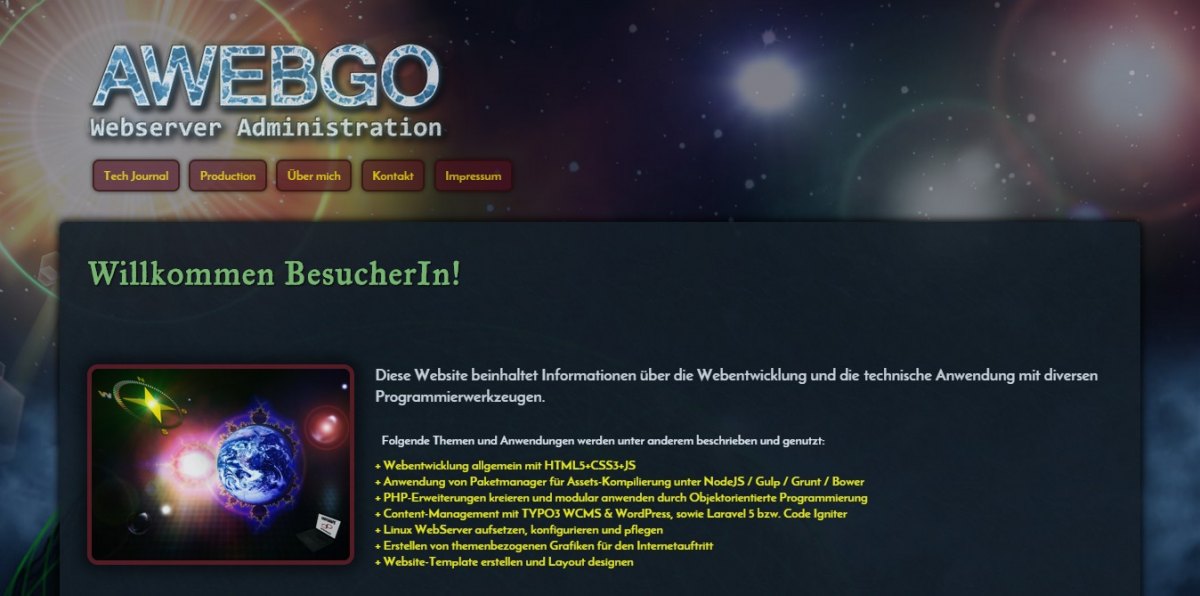 AWEBGO
Webserver Administration
Tech Journal
Production
Über mich
Kontakt
Impressum
Willkommen BesucherIn!
Diese Website beinhaltet Informationen über die Webentwicklung und die technische Anwendung mit diversen
Programmierwerkzeugen.
Folgende Themen und Anwendungen werden unter anderem beschrieben und genutzt:
+ Webentwicklung allgemein mit HTML5+CSS3+JS
+ Anwendung von Paketmanager für Assets-Kompilierung unter NodeJS / Gulp / Grunt / Bower
+ PHP-Erweiterungen kreieren und modular anwenden durch Objektorientierte Programmierung
+ Content-Management mit TYPO3 WCMS & WordPress, sowie Laravel 5 bzw. Code Igniter
+ Linux WebServer aufsetzen, konfigurieren und pflegen
+ Erstellen von themenbezogenen Grafiken für den Internetauftritt
+ Website-Template erstellen und Layout designen